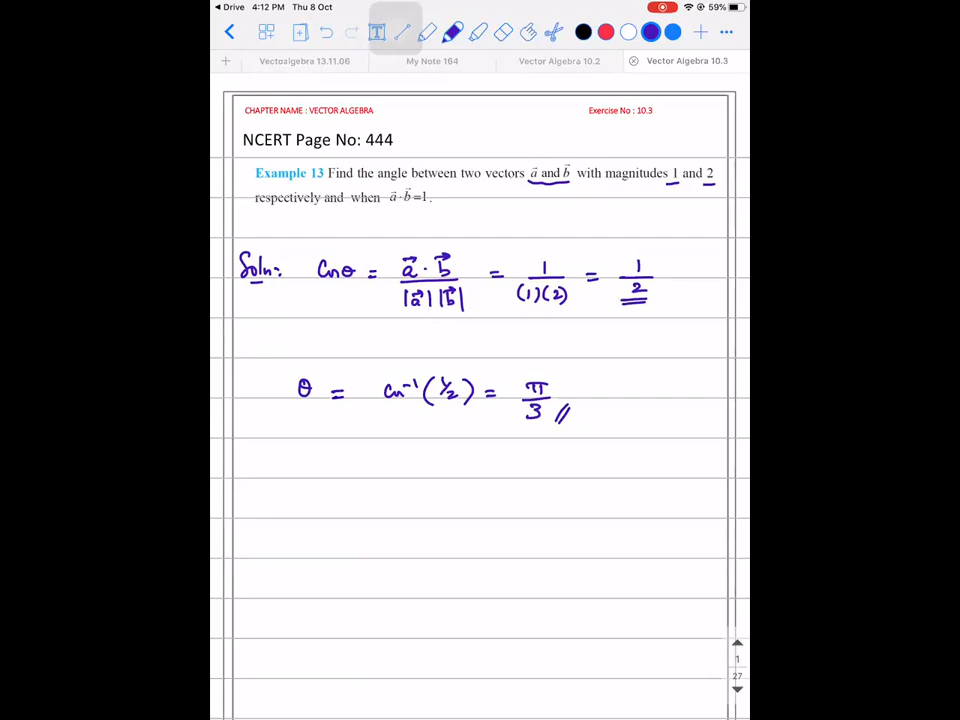 Drive 4:12 PM Thu 8 Oct 59%
T
Vectoalgebra 13.11.06 My Note 164 Vector Algebra 10.2 Vector Algebra 10.3
CHAPTER NAME : VECTOR ALGEBRA Exercise No : 10.3
NCERT Page No: 444
Example 13 Find the angle between two vectors a⃗ and b⃗ with magnitudes 1 and 2
respectively and when a⃗ · b⃗ =1.
Soln: Cosθ = a⃗ · b⃗ / |a⃗| |b⃗| = 1 / (1)(2) = 1/2
θ = cos⁻¹(1/2) = π/3 //
1
27